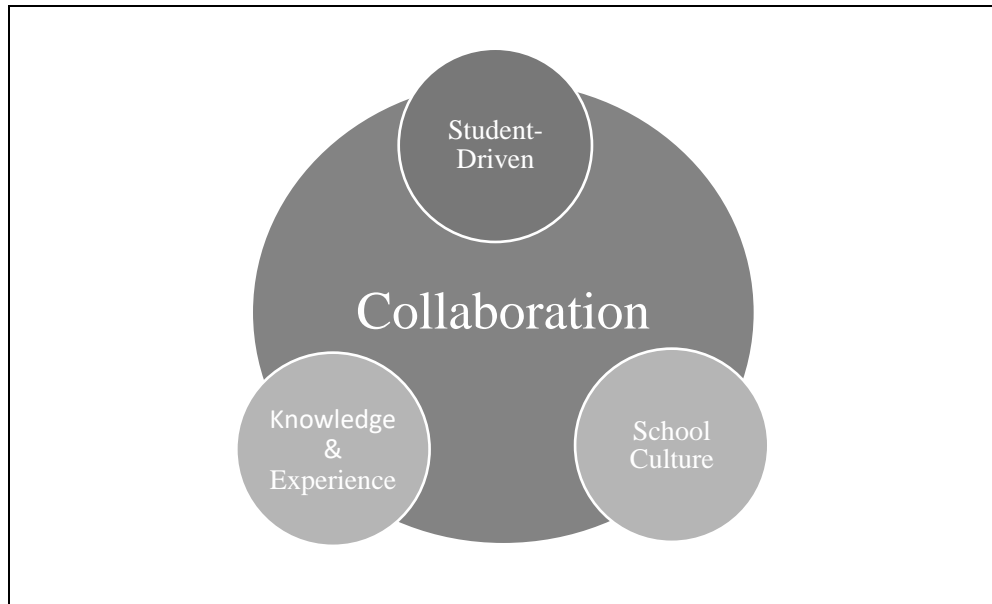 Student-
Driven
Collaboration
Knowledge
&
Experience
School
Culture